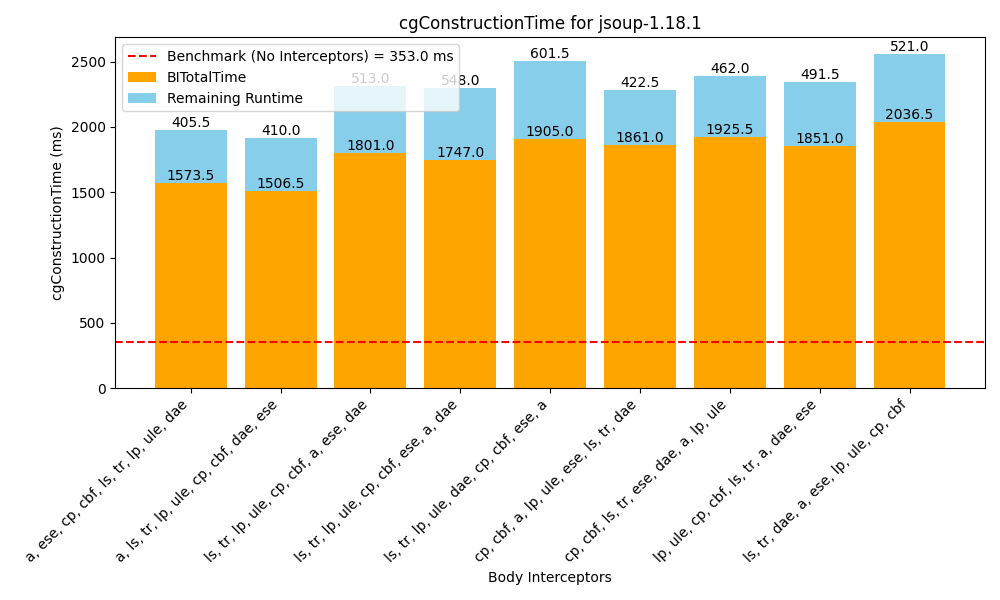 cgConstructionTime for jsoup-1.18.1
Benchmark (No Interceptors) = 353.0 ms
BITotalTime
Remaining Runtime
cgConstructionTime (ms)
2500
2000
1500
1000
500
0
405.5
410.0
513.0
548.0
601.5
422.5
462.0
491.5
521.0
1573.5
1506.5
1801.0
1747.0
1905.0
1861.0
1925.5
1851.0
2036.5
a, ese, cp, cbf, ls, tr, lp, ule, dae
a, ls, tr, lp, ule, cp, cbf, dae, ese
ls, tr, lp, ule, cp, cbf, a, ese, dae
ls, tr, lp, ule, cp, cbf, ese, a, dae
ls, tr, lp, ule, dae, cp, cbf, ese, a
cp, cbf, a, lp, ule, ese, ls, tr, dae
cp, cbf, ls, tr, ese, dae, a, lp, ule
lp, ule, cp, cbf, ls, tr, a, dae, ese
ls, tr, dae, a, ese, lp, ule, cp, cbf
Body Interceptors